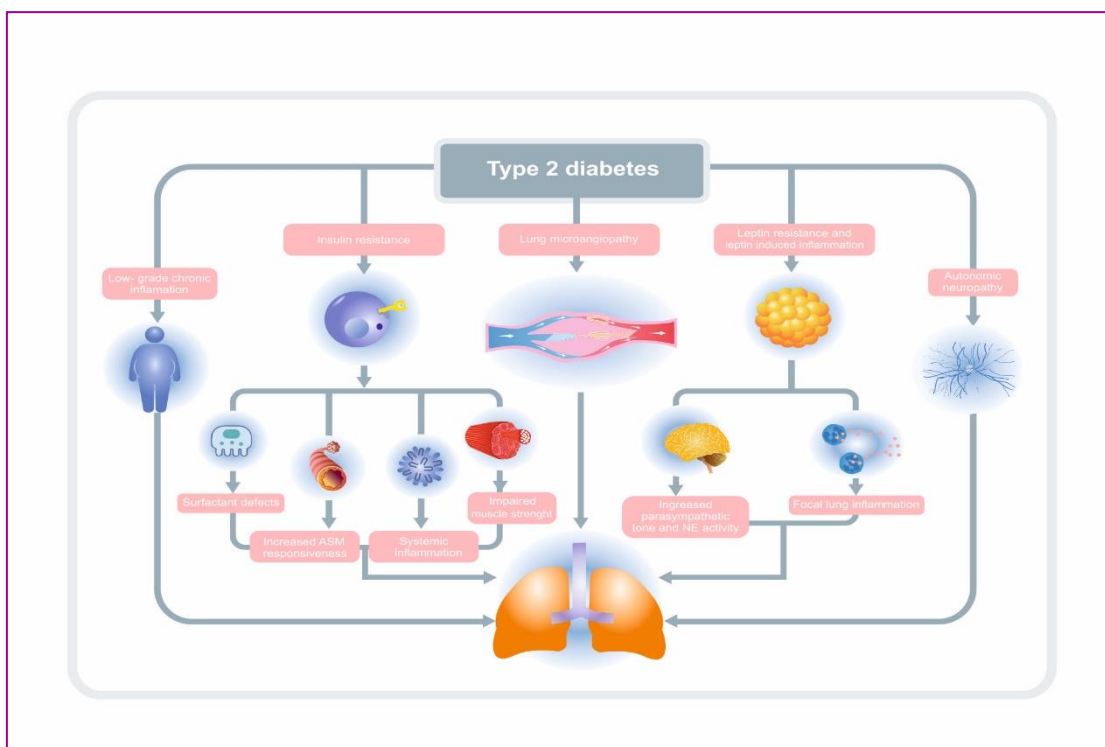 Type 2 diabetes
Insulin resistance
Lung microangiopathy
Leptin resistance and
leptin induced inflammation
Low- grade chronic
inflamnation
Autonomic
neuropathy
Surfactant defects
Increased ASM
responsiveness
Systemic
inflammation
Impaired
muscle strenght
Ingreased
parasympathetic
tone and NE activity
Focal lung inflammation